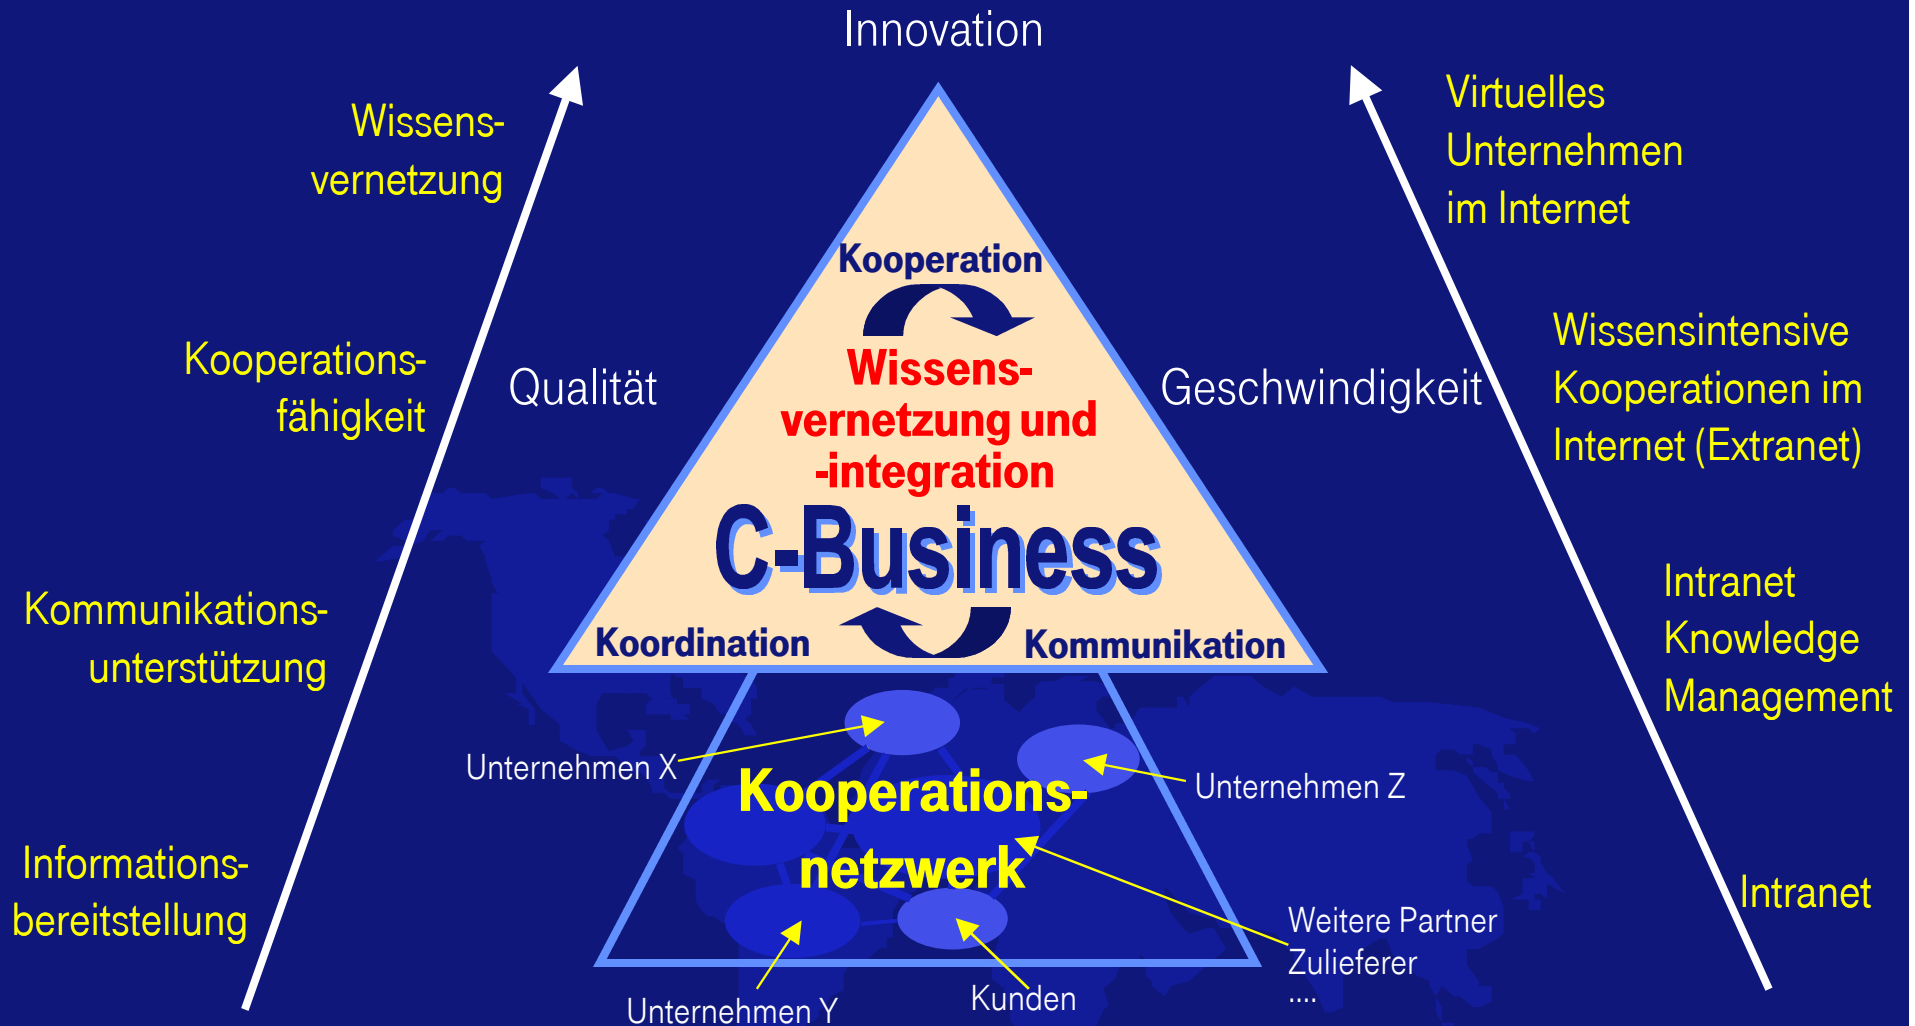 Innovation
Wissens-
vernetzung
Kooperations-
fähigkeit
Kommunikations-
unterstützung
Informations-
bereitstellung
Qualität
Kooperation
Wissens-
vernetzung und
-integration
C-Business
Koordination
Kommunikation
Geschwindigkeit
Virtuelles
Unternehmen
im Internet
Wissensintensive
Kooperationen im
Internet (Extranet)
Intranet
Knowledge
Management
Intranet
Unternehmen X
Kooperations-
netzwerk
Unternehmen Z
Weitere Partner
Zulieferer
....
Unternehmen Y
Kunden